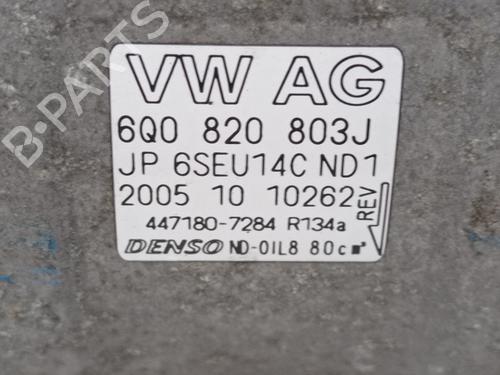 VW AG
6Q0 820 803J
JP 6SEU14C ND1
2005 10 10262
REV
447180-7284 R134a
DENSO ND-OIL8 80cm³
B-PARTS